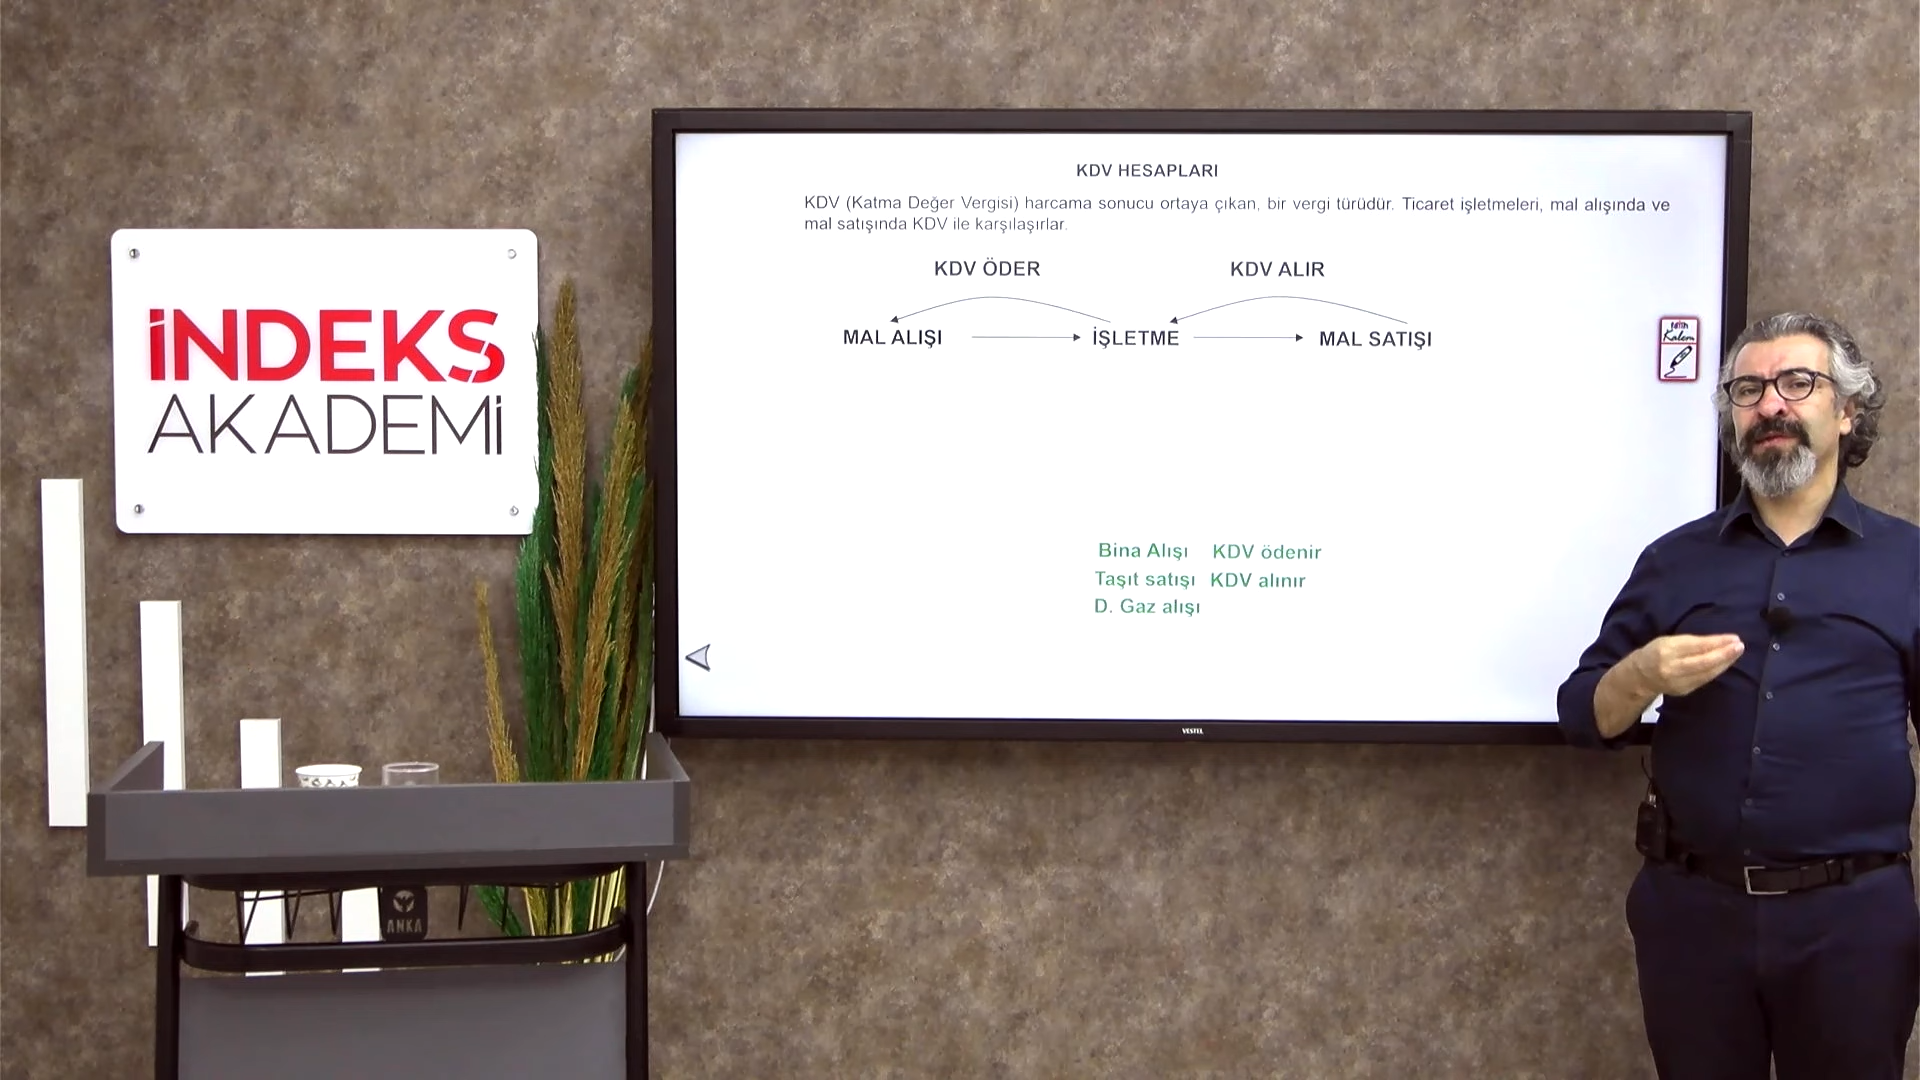 İNDEKS
AKADEMİ
KDV HESAPLARI
KDV (Katma Değer Vergisi) harcama sonucu ortaya çıkan, bir vergi türüdür. Ticaret işletmeleri, mal alışında ve
mal satışında KDV ile karşılaşırlar.
KDV ÖDER
KDV ALIR
MAL ALIŞI
İŞLETME
MAL SATIŞI
Kalem
Bina Alışı KDV ödenir
Taşıt satışı KDV alınır
D. Gaz alışı
VESTEL
ANKA